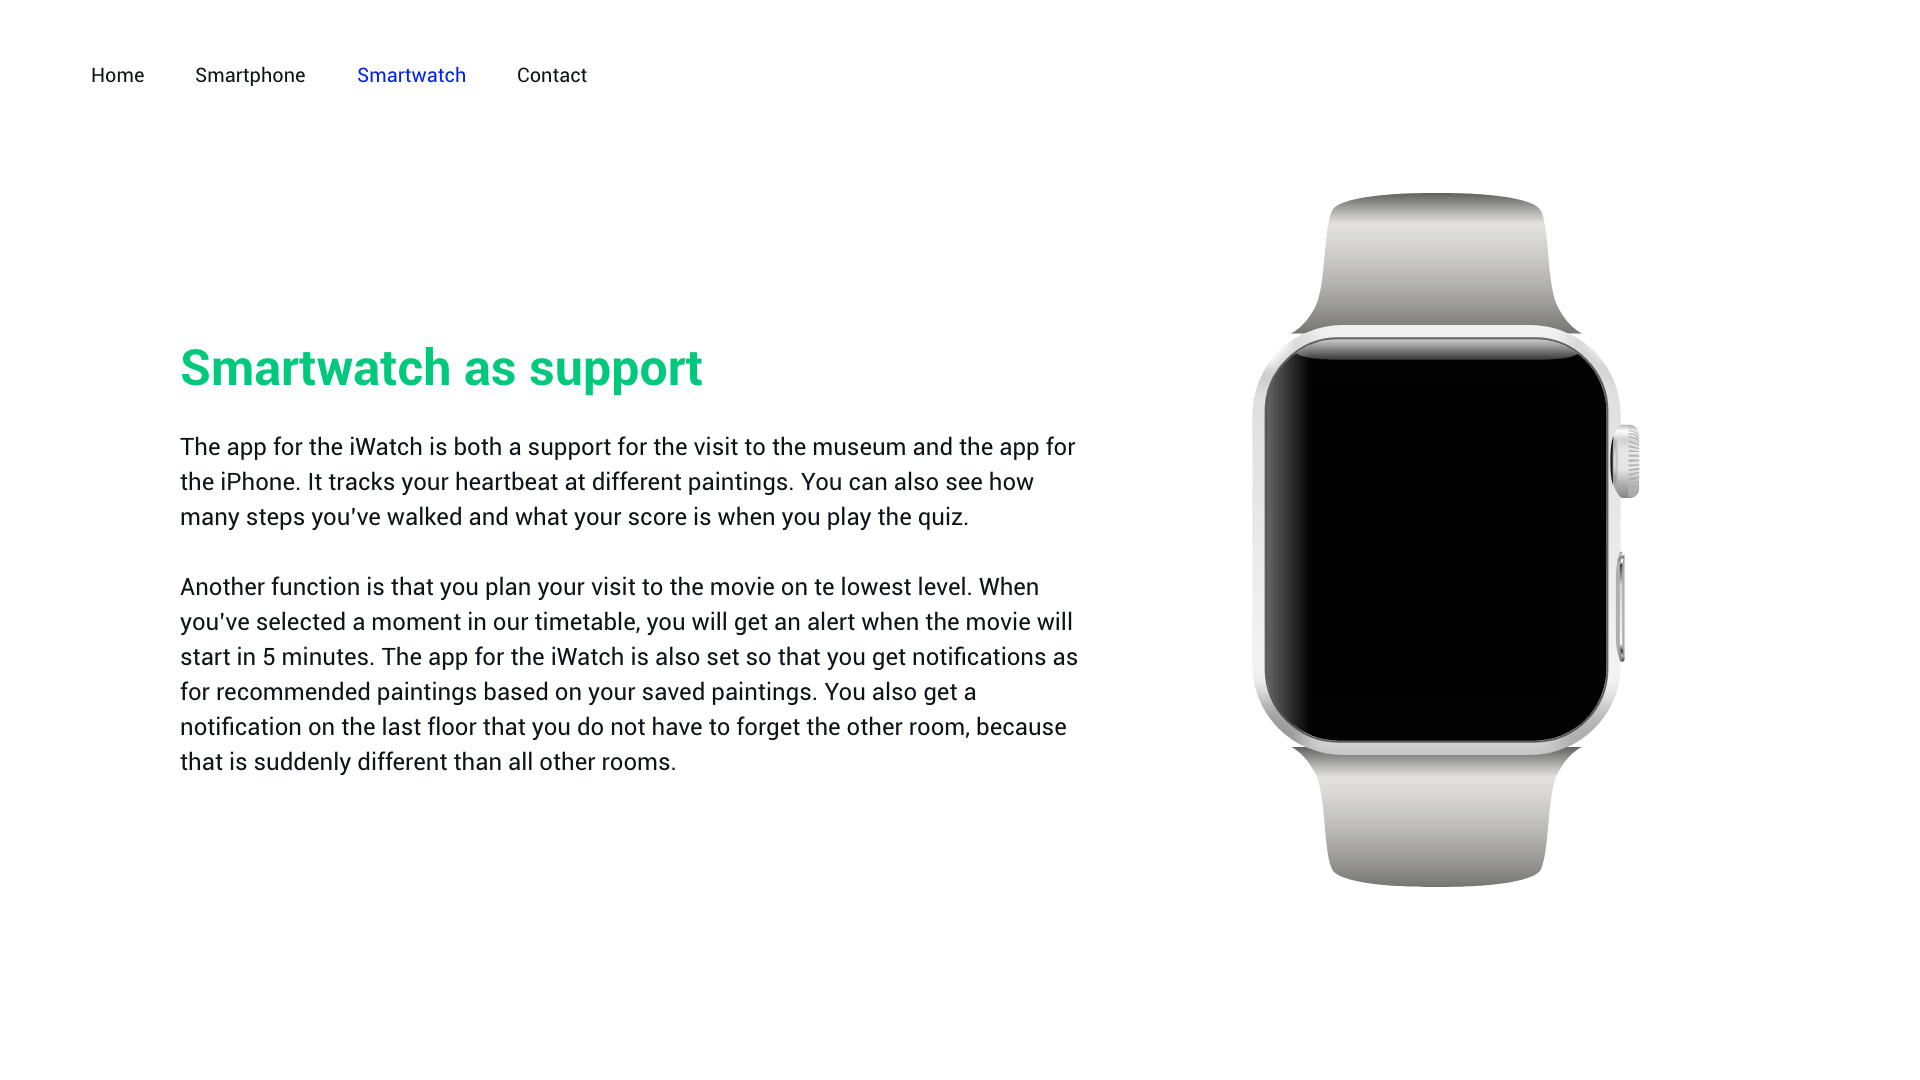 Home Smartphone Smartwatch Contact
Smartwatch as support
The app for the iWatch is both a support for the visit to the museum and the app for
the iPhone. It tracks your heartbeat at different paintings. You can also see how
many steps you've walked and what your score is when you play the quiz.
Another function is that you plan your visit to the movie on te lowest level. When
you've selected a moment in our timetable, you will get an alert when the movie will
start in 5 minutes. The app for the iWatch is also set so that you get notifications as
for recommended paintings based on your saved paintings. You also get a
notification on the last floor that you do not have to forget the other room, because
that is suddenly different than all other rooms.